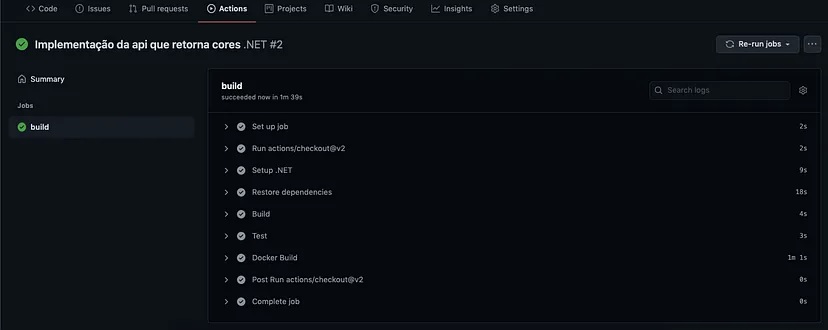 Code Issues Pull requests Actions Projects Wiki Security Insights Settings
Implementação da api que retorna cores .NET #2
Re-run jobs
Summary
Jobs
build
build
succeeded now in 1m 39s
Search logs
Set up job 2s
Run actions/checkout@v2 2s
Setup .NET 9s
Restore dependencies 18s
Build 4s
Test 3s
Docker Build 1m 1s
Post Run actions/checkout@v2 0s
Complete job 0s